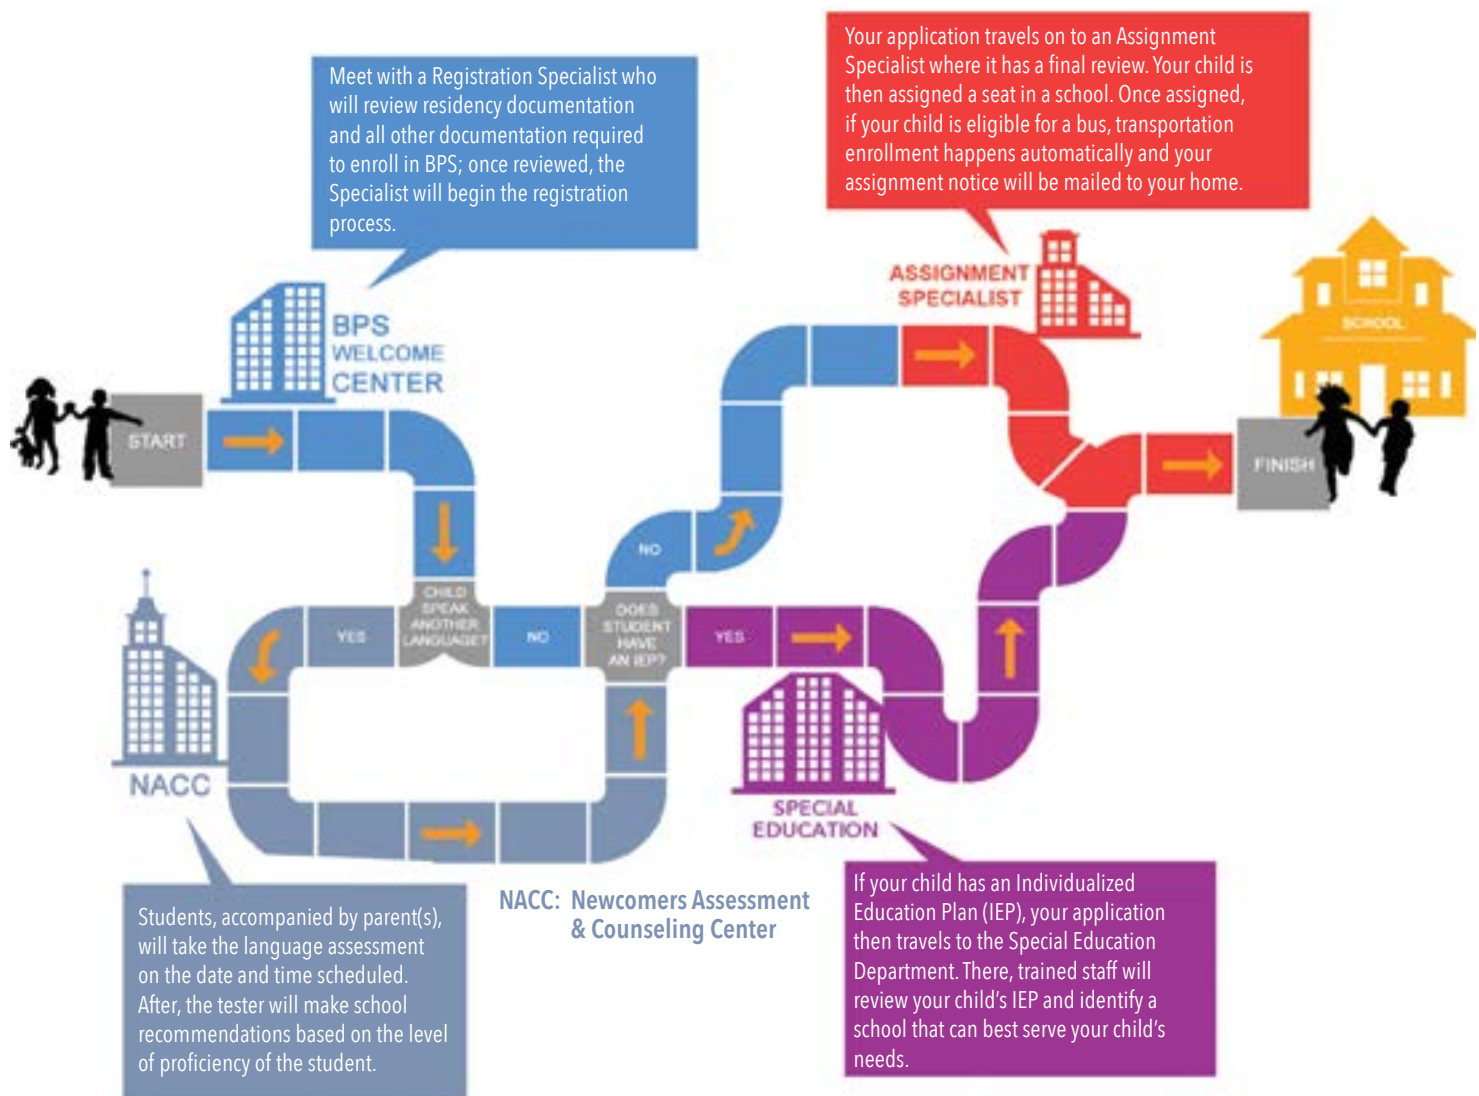 Meet with a Registration Specialist who
will review residency documentation
and all other documentation required
to enroll in BPS; once reviewed, the
Specialist will begin the registration
process.
Your application travels on to an Assignment
Specialist where it has a final review. Your child is
then assigned a seat in a school. Once assigned,
if your child is eligible for a bus, transportation
enrollment happens automatically and your
assignment notice will be mailed to your home.
BPS
WELCOME
CENTER
ASSIGNMENT
SPECIALIST
SCHOOL
START
FINISH
NO
CHILD
SPEAK
ANOTHER
LANGUAGE?
YES
NO
DOES
STUDENT
HAVE
AN IEP?
YES
NACC
SPECIAL
EDUCATION
NACC: Newcomers Assessment
& Counseling Center
Students, accompanied by parent(s),
will take the language assessment
on the date and time scheduled.
After, the tester will make school
recommendations based on the level
of proficiency of the student.
If your child has an Individualized
Education Plan (IEP), your application
then travels to the Special Education
Department. There, trained staff will
review your child's IEP and identify a
school that can best serve your child's
needs.